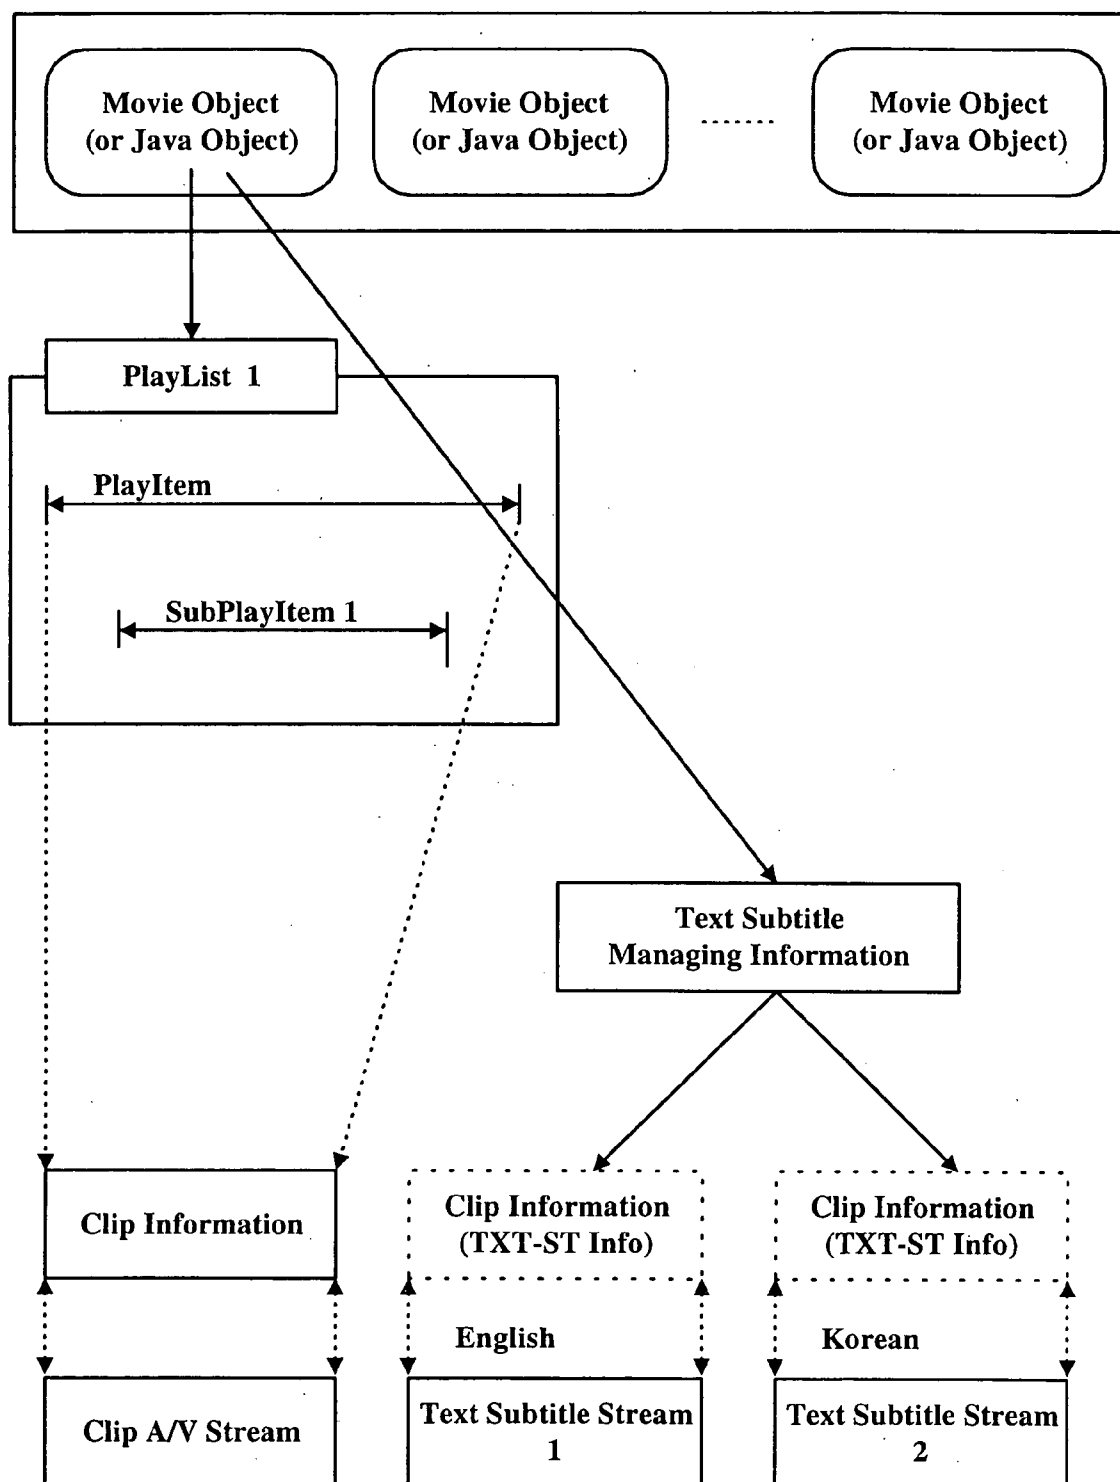 Movie Object
(or Java Object)
Movie Object
(or Java Object)
Movie Object
(or Java Object)
PlayList 1
PlayItem
SubPlayItem 1
Text Subtitle
Managing Information
Clip Information
Clip Information
(TXT-ST Info)
Clip Information
(TXT-ST Info)
English
Korean
Clip A/V Stream
Text Subtitle Stream
1
Text Subtitle Stream
2